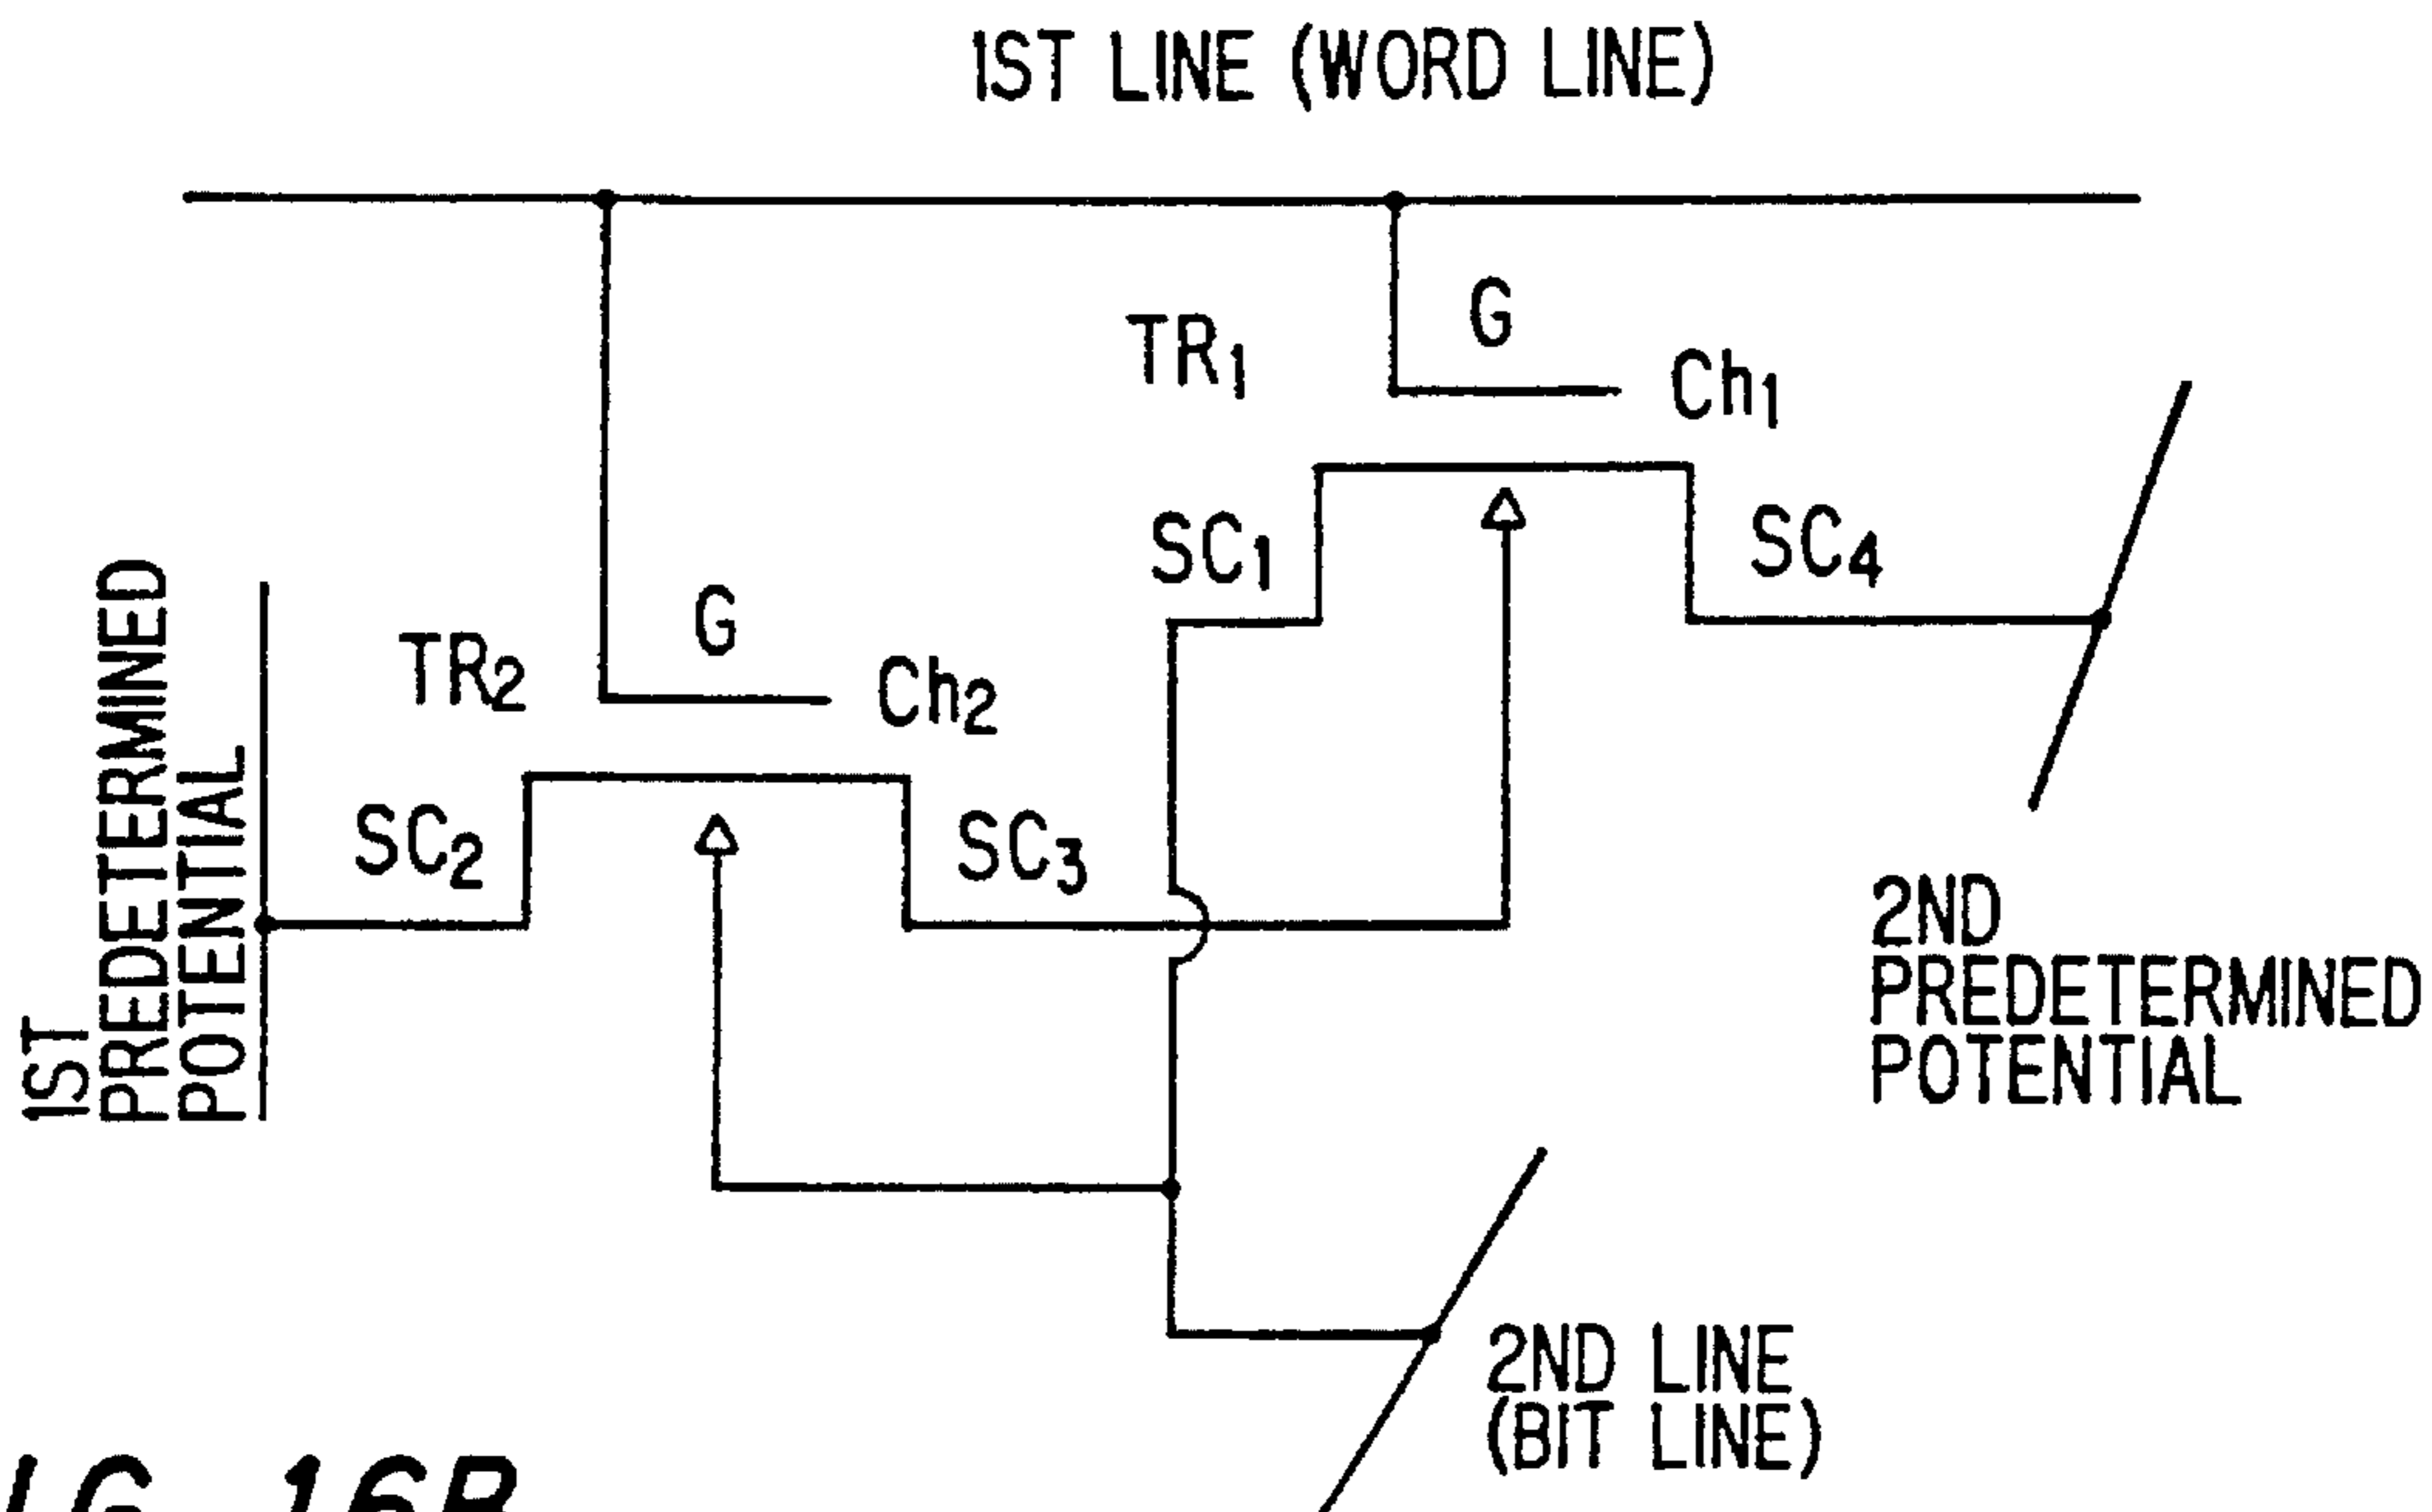 1ST LINE (WORD LINE)
G
TR1
Ch1
SC1
SC4
1ST
PREDETERMINED
POTENTIAL
G
TR2
Ch2
SC2
SC3
2ND
PREDETERMINED
POTENTIAL
2ND LINE
(BIT LINE)